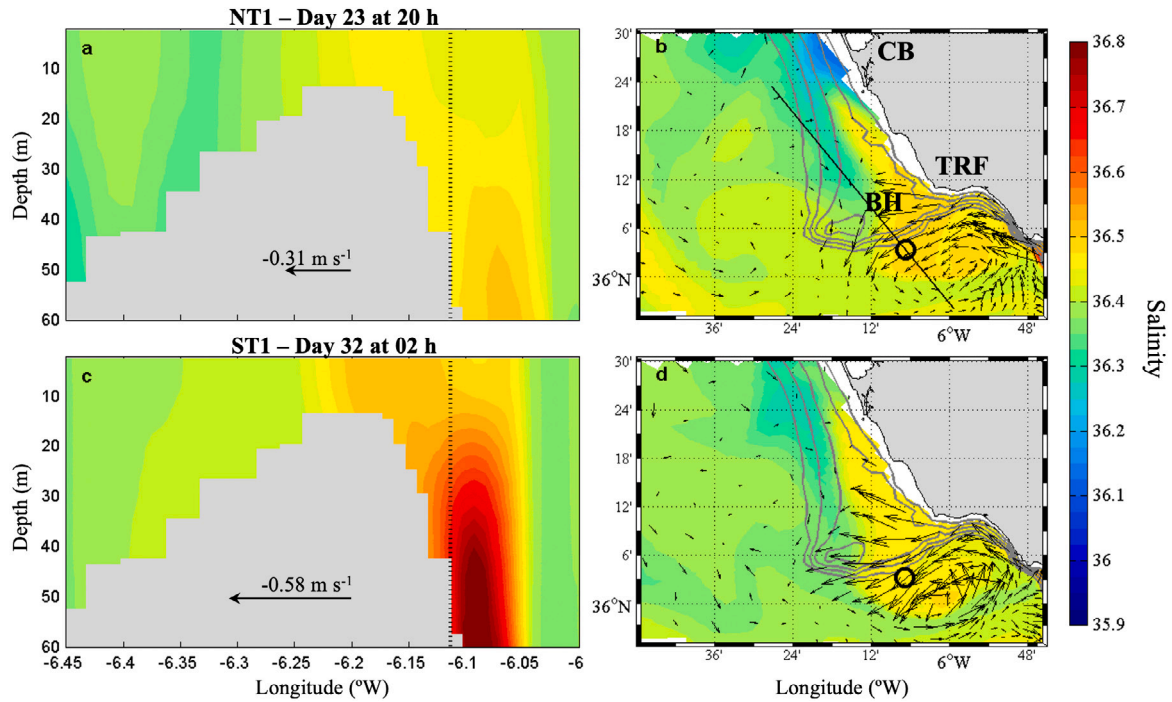 NT1 – Day 23 at 20 h
a
10
20
30
40
50
60
Depth (m)
-0.31 m s-1
b
CB
TRF
BH
30'
24'
18'
12'
6'
36°N
36'
24'
12'
6°W
48'
ST1 – Day 32 at 02 h
c
10
20
30
40
50
60
Depth (m)
-0.58 m s-1
-6.45
-6.4
-6.35
-6.3
-6.25
-6.2
-6.15
-6.1
-6.05
-6
Longitude (ºW)
d
30'
24'
18'
12'
6'
36°N
36'
24'
12'
6°W
48'
Longitude (ºW)
36.8
36.7
36.6
36.5
36.4
36.3
36.2
36.1
36
35.9
Salinity